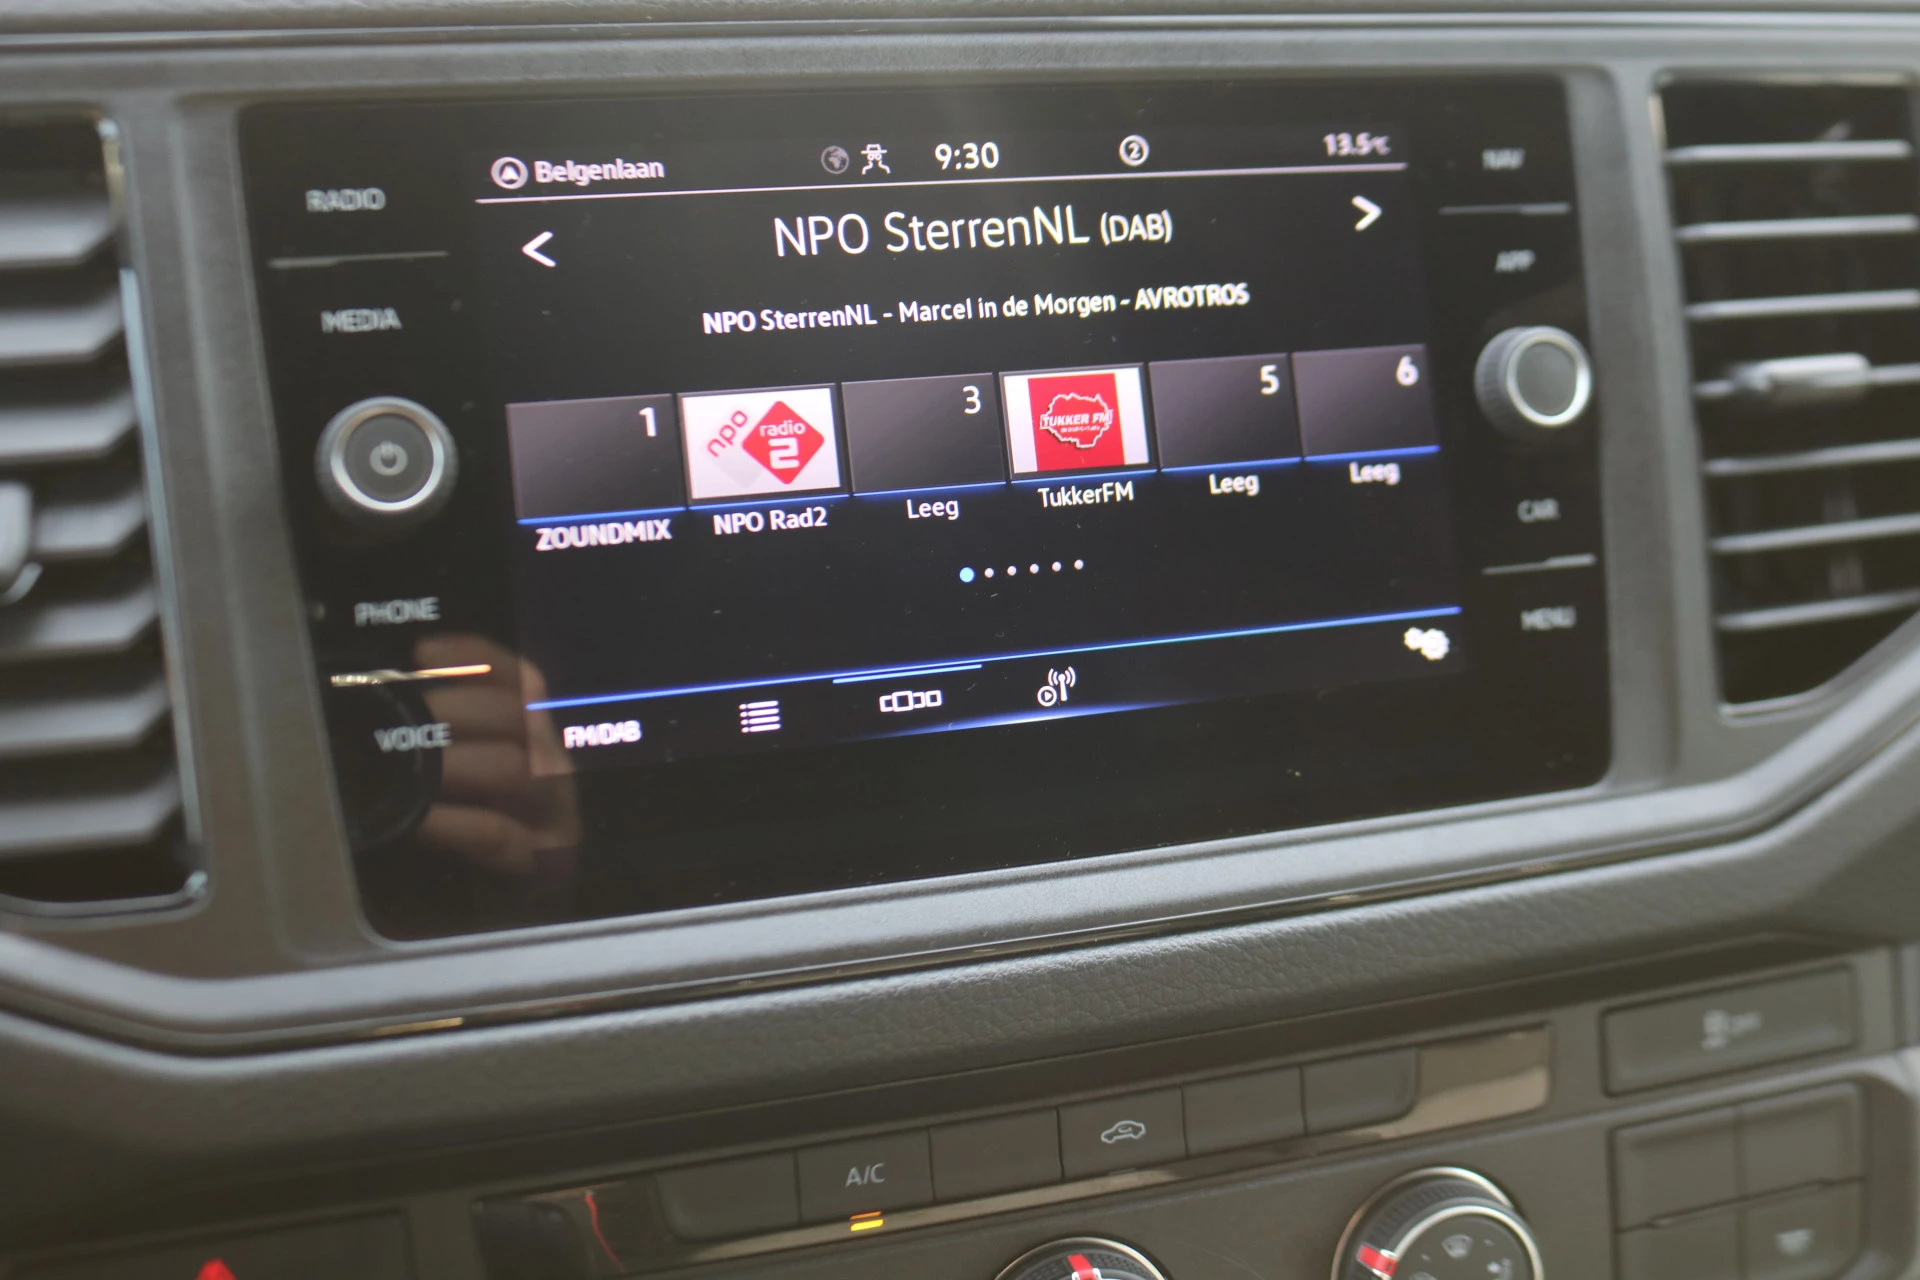 RADIO
MEDIA
PHONE
VOICE
Belgenlaan
9:30
2
13.5°C
< NPO SterrenNL (DAB) >
NPO SterrenNL - Marcel in de Morgen - AVROTROS
1
npo radio 2
3
TUKKER FM
5
6
ZOUNDMIX
NPO Rad2
Leeg
TukkerFM
Leeg
Leeg
FM/DAB
NAV
APP
CAR
MENU
A/C